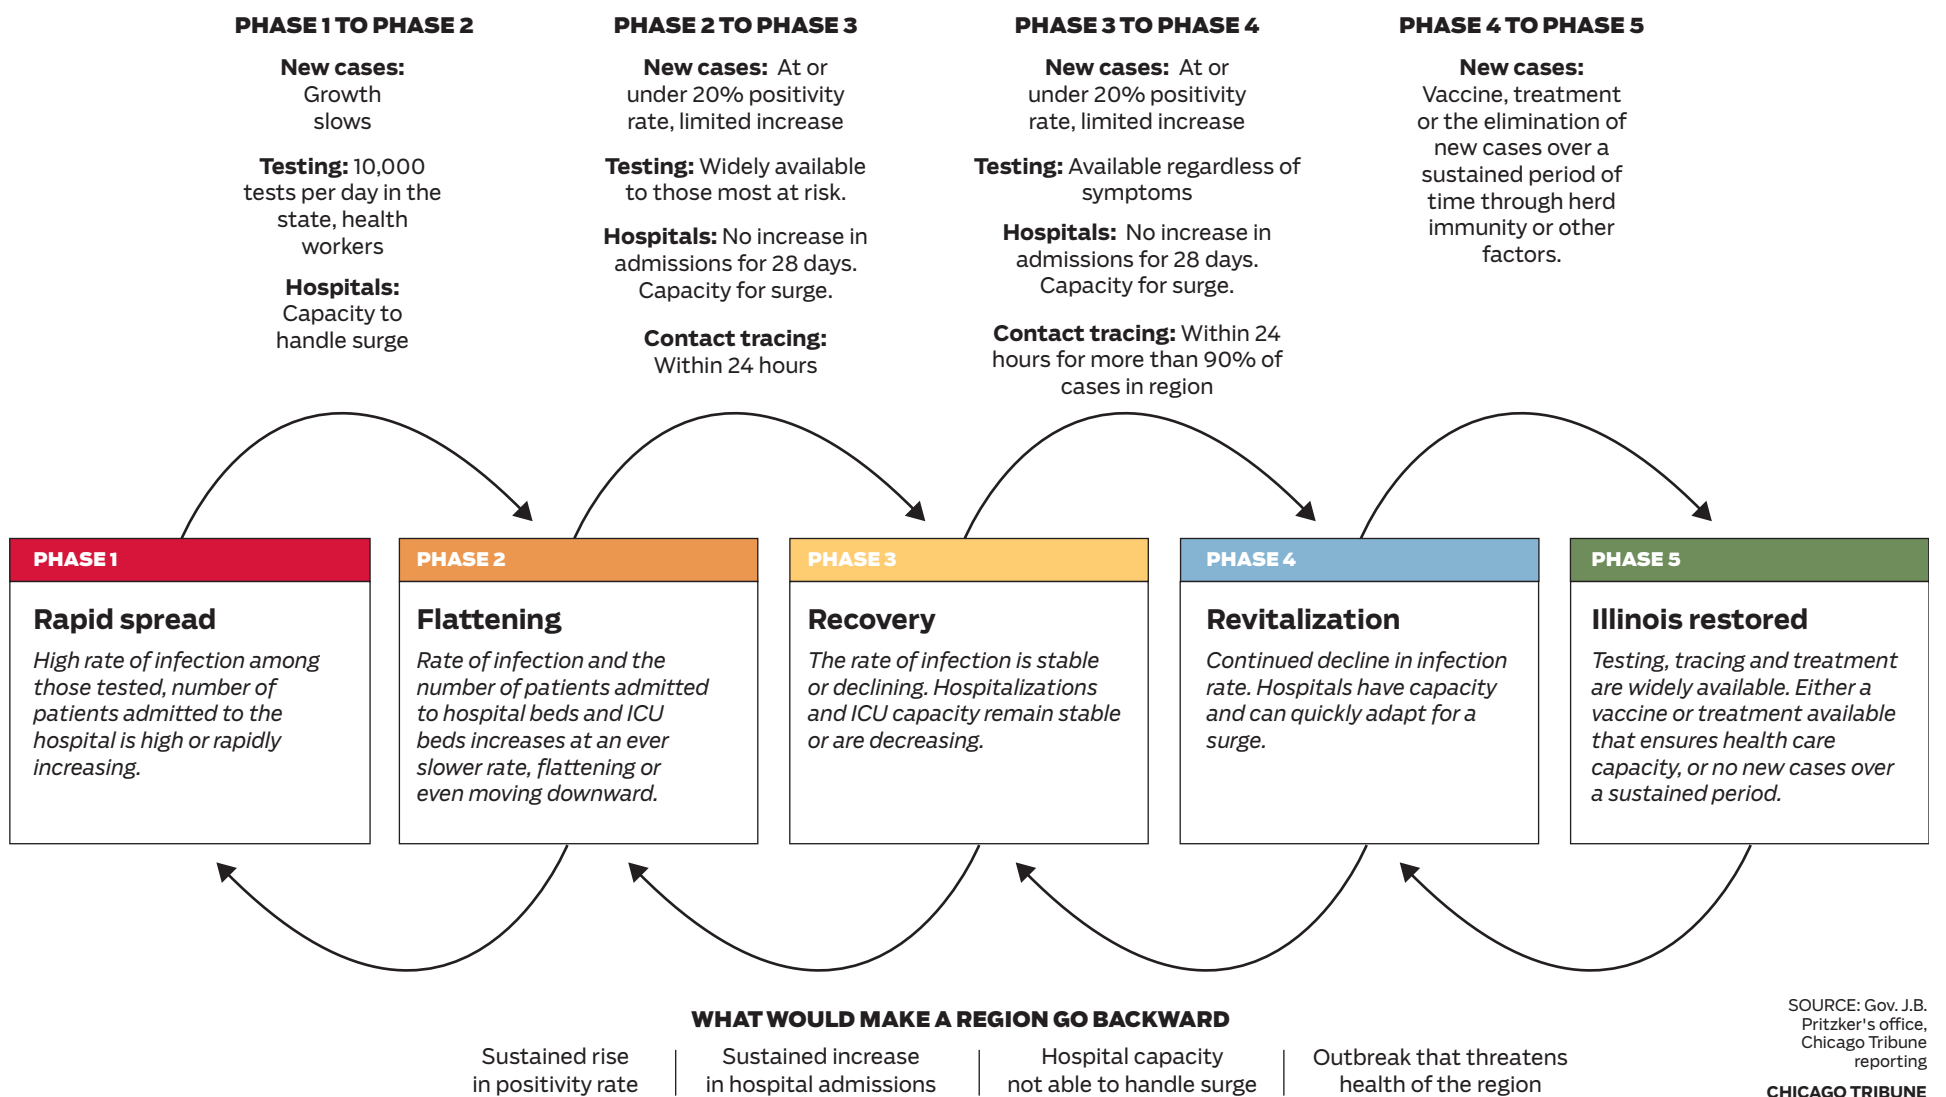 PHASE 1 TO PHASE 2
New cases:
Growth
slows
Testing: 10,000
tests per day in the
state, health
workers
Hospitals:
Capacity to
handle surge
PHASE 2 TO PHASE 3
New cases: At or
under 20% positivity
rate, limited increase
Testing: Widely available
to those most at risk.
Hospitals: No increase in
admissions for 28 days.
Capacity for surge.
Contact tracing:
Within 24 hours
PHASE 3 TO PHASE 4
New cases: At or
under 20% positivity
rate, limited increase
Testing: Available regardless of
symptoms
Hospitals: No increase in
admissions for 28 days.
Capacity for surge.
Contact tracing: Within 24
hours for more than 90% of
cases in region
PHASE 4 TO PHASE 5
New cases:
Vaccine, treatment
or the elimination of
new cases over a
sustained period of
time through herd
immunity or other
factors.
PHASE 1
Rapid spread
High rate of infection among
those tested, number of
patients admitted to the
hospital is high or rapidly
increasing.
PHASE 2
Flattening
Rate of infection and the
number of patients admitted
to hospital beds and ICU
beds increases at an ever
slower rate, flattening or
even moving downward.
PHASE 3
Recovery
The rate of infection is stable
or declining. Hospitalizations
and ICU capacity remain stable
or are decreasing.
PHASE 4
Revitalization
Continued decline in infection
rate. Hospitals have capacity
and can quickly adapt for a
surge.
PHASE 5
Illinois restored
Testing, tracing and treatment
are widely available. Either a
vaccine or treatment available
that ensures health care
capacity, or no new cases over
a sustained period.
WHAT WOULD MAKE A REGION GO BACKWARD
Sustained rise
in positivity rate
Sustained increase
in hospital admissions
Hospital capacity
not able to handle surge
Outbreak that threatens
health of the region
SOURCE: Gov. J.B.
Pritzker's office,
Chicago Tribune
reporting
CHICAGO TRIBUNE